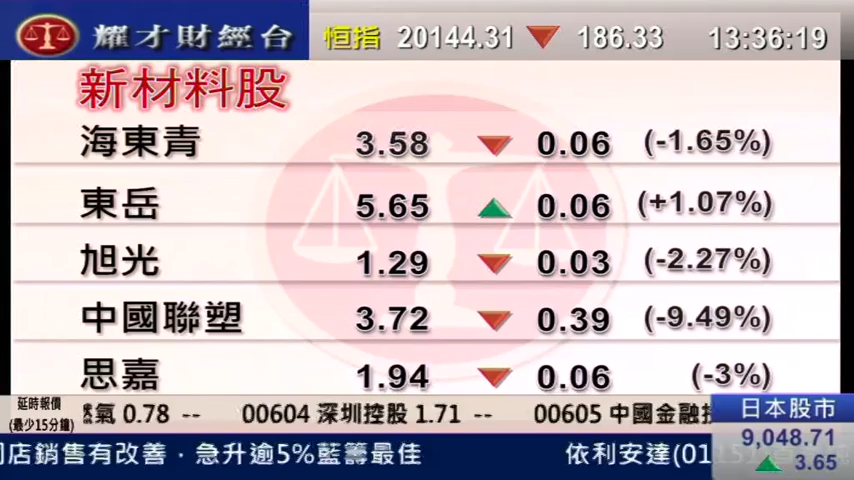 耀才財經台 恒指 20144.31 ▼ 186.33 13:36:19
新材料股
海東青 3.58 ▼ 0.06 (-1.65%)
東岳 5.65 ▲ 0.06 (+1.07%)
旭光 1.29 ▼ 0.03 (-2.27%)
中國聯塑 3.72 ▼ 0.39 (-9.49%)
思嘉 1.94 ▼ 0.06 (-3%)
延時報價
(最少15分鐘)
氣 0.78 -- 00604 深圳控股 1.71 -- 00605 中國金融
日本股市
9,048.71
▲ 3.65
店銷售有改善，急升逾5%藍籌最佳 依利安達(01151